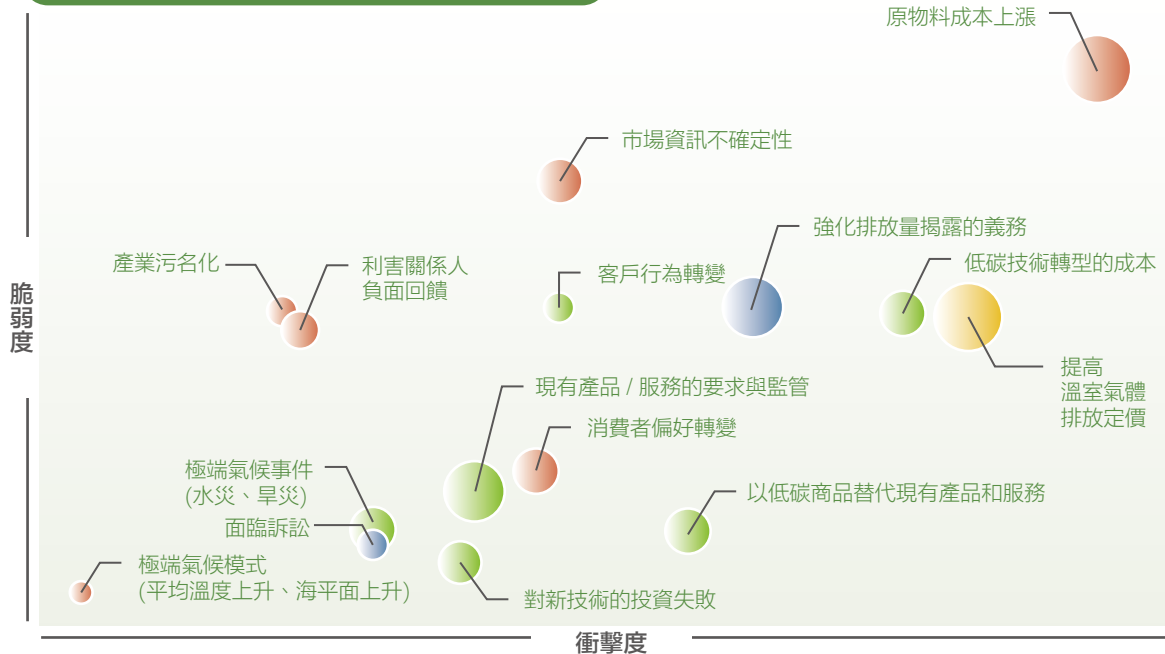 原物料成本上漲
市場資訊不確定性
強化排放量揭露的義務
產業污名化
利害關係人
負面回饋
客戶行為轉變
低碳技術轉型的成本
脆弱度
提高
溫室氣體
排放定價
現有產品 / 服務的要求與監管
消費者偏好轉變
極端氣候事件
(水災、旱災)
以低碳商品替代現有產品和服務
面臨訴訟
極端氣候模式
(平均溫度上升、海平面上升)
對新技術的投資失敗
衝擊度